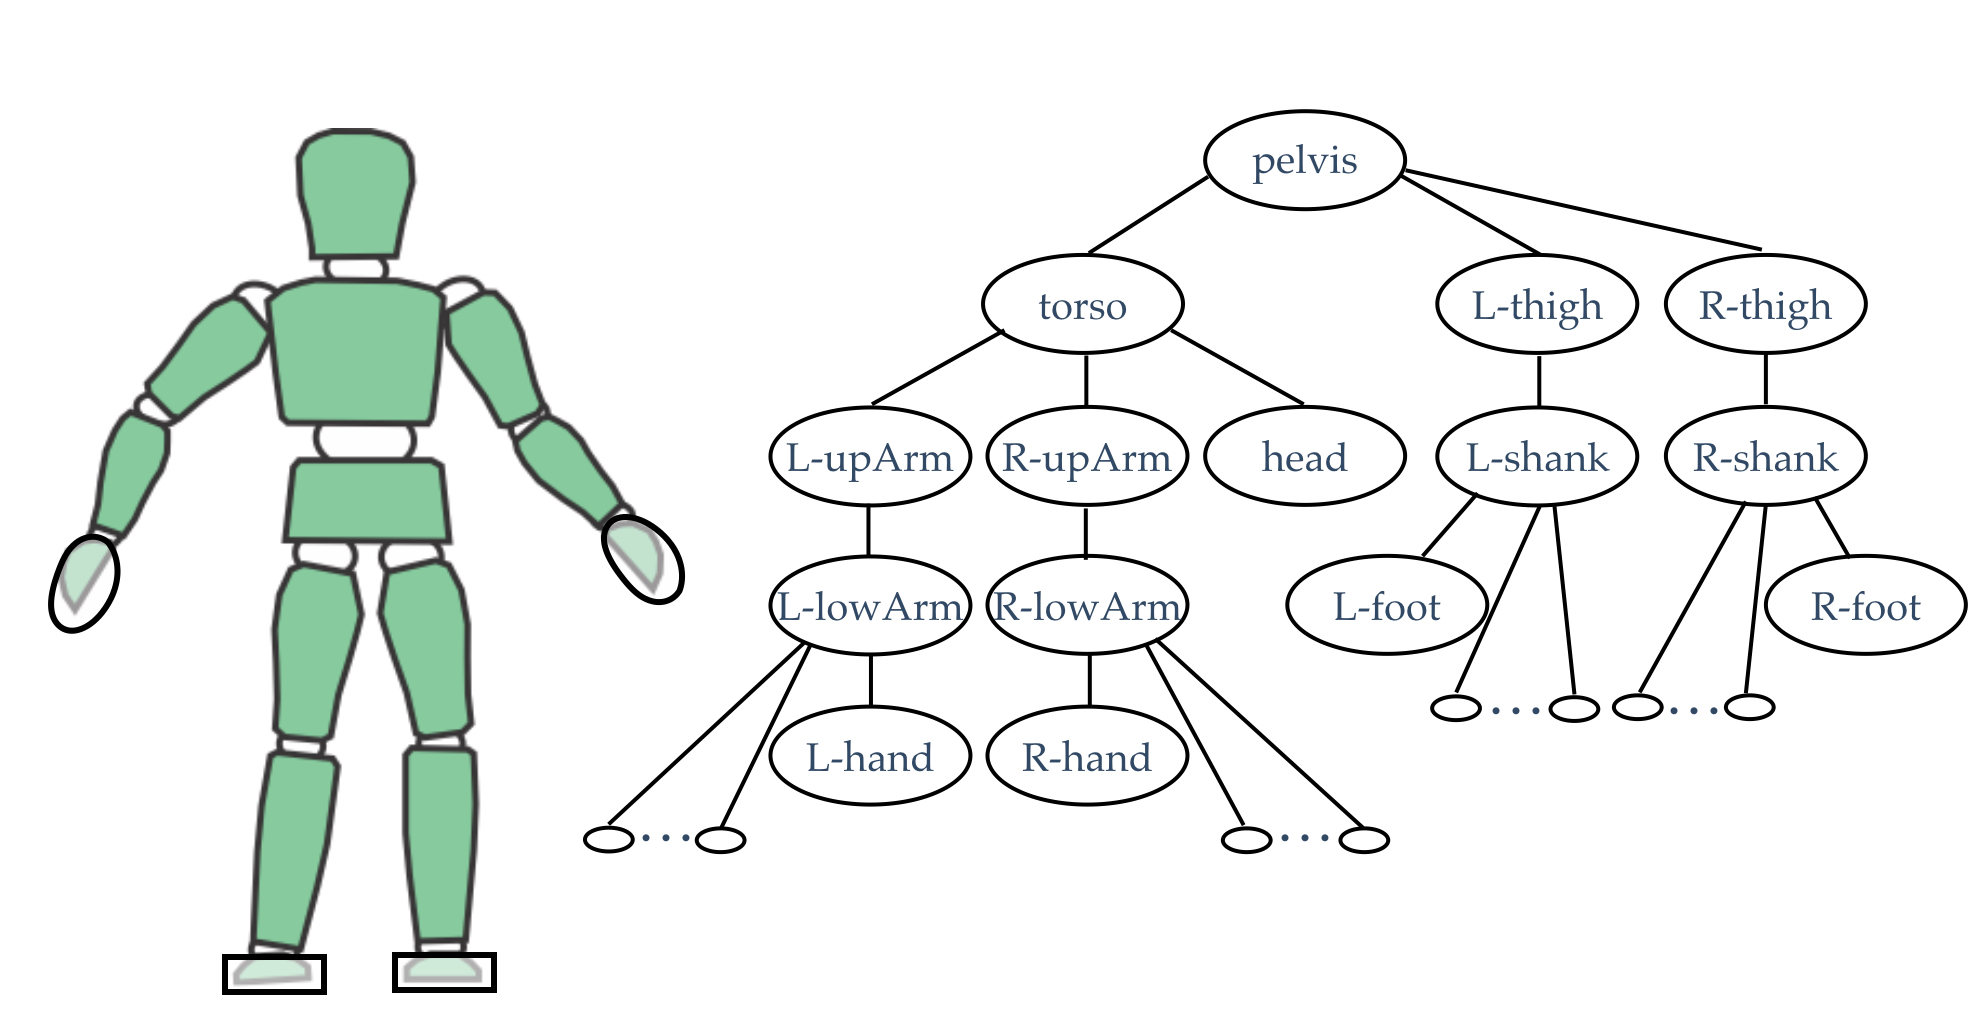 pelvis
torso
L-thigh
R-thigh
L-upArm
R-upArm
head
L-shank
R-shank
L-lowArm
R-lowArm
L-foot
R-foot
...
...
L-hand
R-hand
...
...